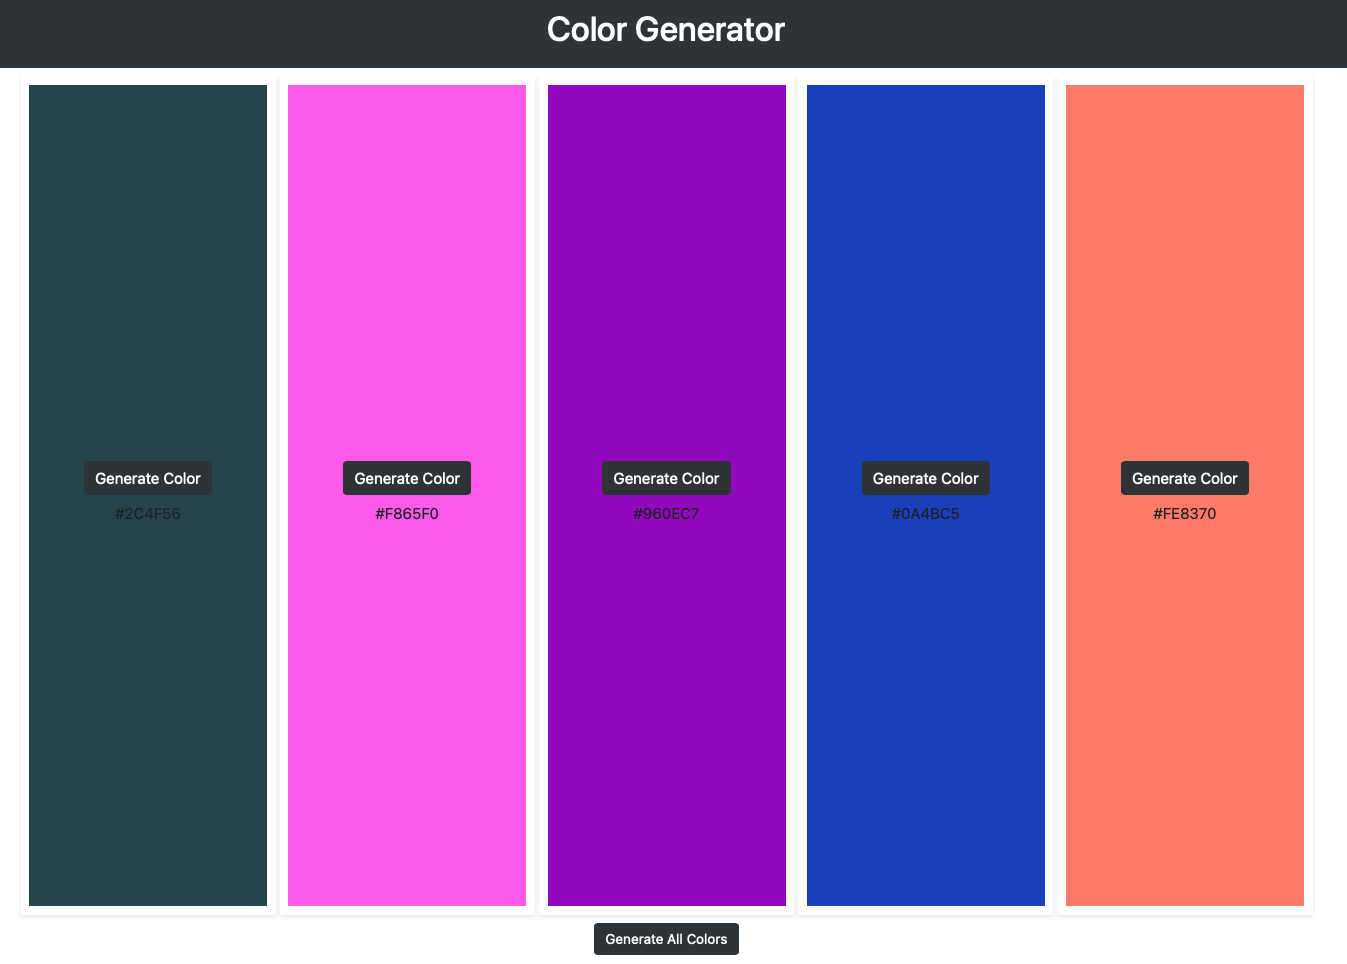 Color Generator
Generate Color
#2C4F56
Generate Color
#F865F0
Generate Color
#960EC7
Generate Color
#0A4BC5
Generate Color
#FE8370
Generate All Colors